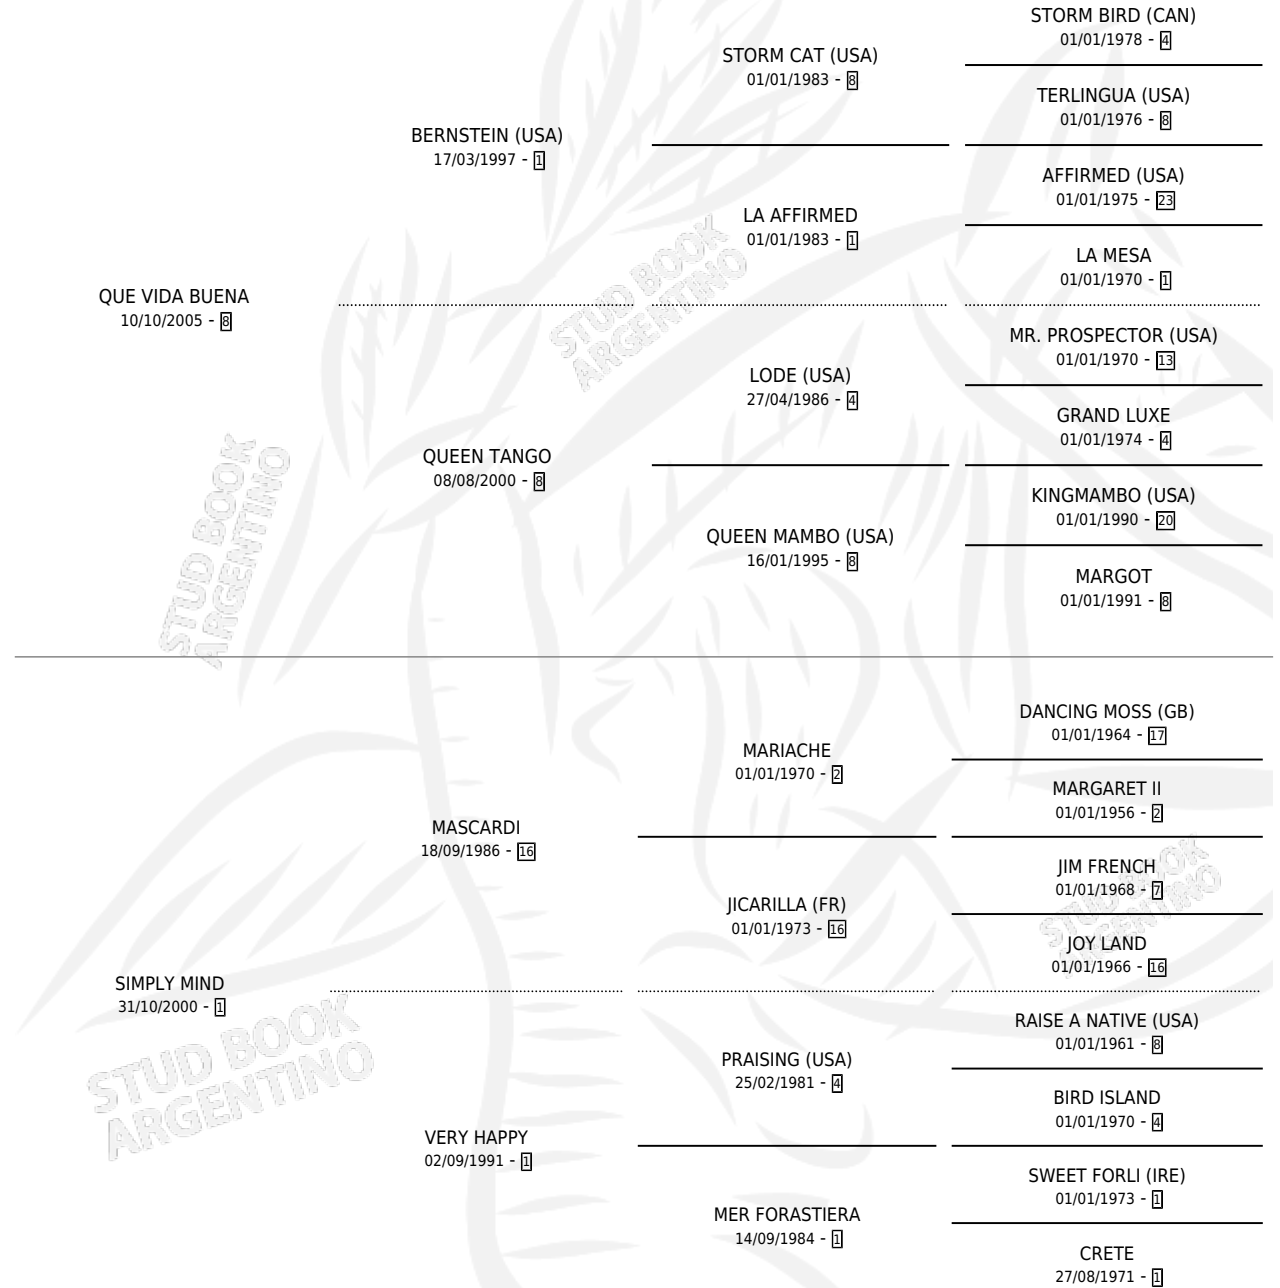 STORM BIRD (CAN)
01/01/1978 - 4
STORM CAT (USA)
01/01/1983 - 8
TERLINGUA (USA)
01/01/1976 - 8
BERNSTEIN (USA)
17/03/1997 - 1
AFFIRMED (USA)
01/01/1975 - 23
LA AFFIRMED
01/01/1983 - 1
LA MESA
01/01/1970 - 1
QUE VIDA BUENA
10/10/2005 - 8
MR. PROSPECTOR (USA)
01/01/1970 - 13
LODE (USA)
27/04/1986 - 4
GRAND LUXE
01/01/1974 - 4
QUEEN TANGO
08/08/2000 - 8
KINGMAMBO (USA)
01/01/1990 - 20
QUEEN MAMBO (USA)
16/01/1995 - 8
MARGOT
01/01/1991 - 8
DANCING MOSS (GB)
01/01/1964 - 17
MARIACHE
01/01/1970 - 2
MARGARET II
01/01/1956 - 2
MASCARDI
18/09/1986 - 16
JIM FRENCH
01/01/1968 - 7
JICARILLA (FR)
01/01/1973 - 16
JOY LAND
01/01/1966 - 16
SIMPLY MIND
31/10/2000 - 1
RAISE A NATIVE (USA)
01/01/1961 - 8
PRAISING (USA)
25/02/1981 - 4
BIRD ISLAND
01/01/1970 - 4
VERY HAPPY
02/09/1991 - 1
SWEET FORLI (IRE)
01/01/1973 - 1
MER FORASTIERA
14/09/1984 - 1
CRETE
27/08/1971 - 1
STUD BOOK
ARGENTINO
STUD BOOK
ARGENTINO
STUD BOOK
ARGENTINO
STUD BOOK
ARGENTINO